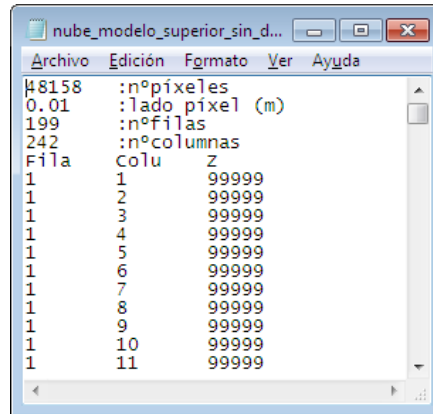 nube_modelo_superior_sin_d...
Archivo Edición Formato Ver Ayuda
48158 :nºpíxeles
0.01 :lado píxel (m)
199 :nºfilas
242 :nºcolumnas
Fila Colu Z
1 1 99999
1 2 99999
1 3 99999
1 4 99999
1 5 99999
1 6 99999
1 7 99999
1 8 99999
1 9 99999
1 10 99999
1 11 99999